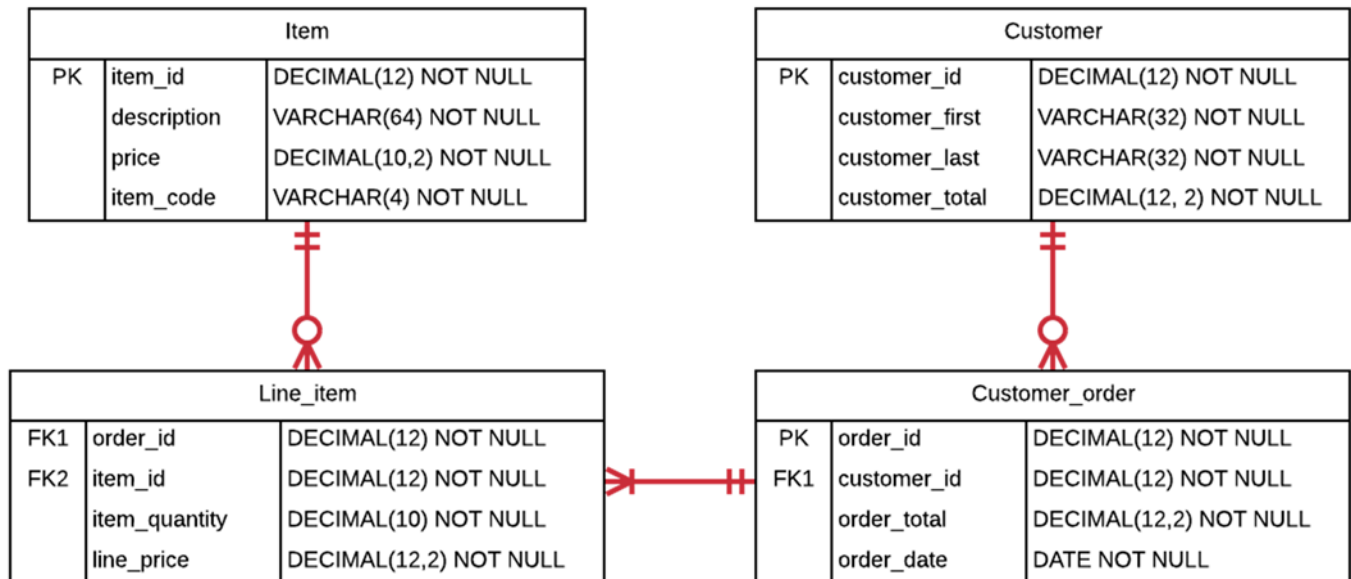 Item
PK item_id DECIMAL(12) NOT NULL
description VARCHAR(64) NOT NULL
price DECIMAL(10,2) NOT NULL
item_code VARCHAR(4) NOT NULL
Customer
PK customer_id DECIMAL(12) NOT NULL
customer_first VARCHAR(32) NOT NULL
customer_last VARCHAR(32) NOT NULL
customer_total DECIMAL(12, 2) NOT NULL
Line_item
FK1 order_id DECIMAL(12) NOT NULL
FK2 item_id DECIMAL(12) NOT NULL
item_quantity DECIMAL(10) NOT NULL
line_price DECIMAL(12,2) NOT NULL
Customer_order
PK order_id DECIMAL(12) NOT NULL
FK1 customer_id DECIMAL(12) NOT NULL
order_total DECIMAL(12,2) NOT NULL
order_date DATE NOT NULL